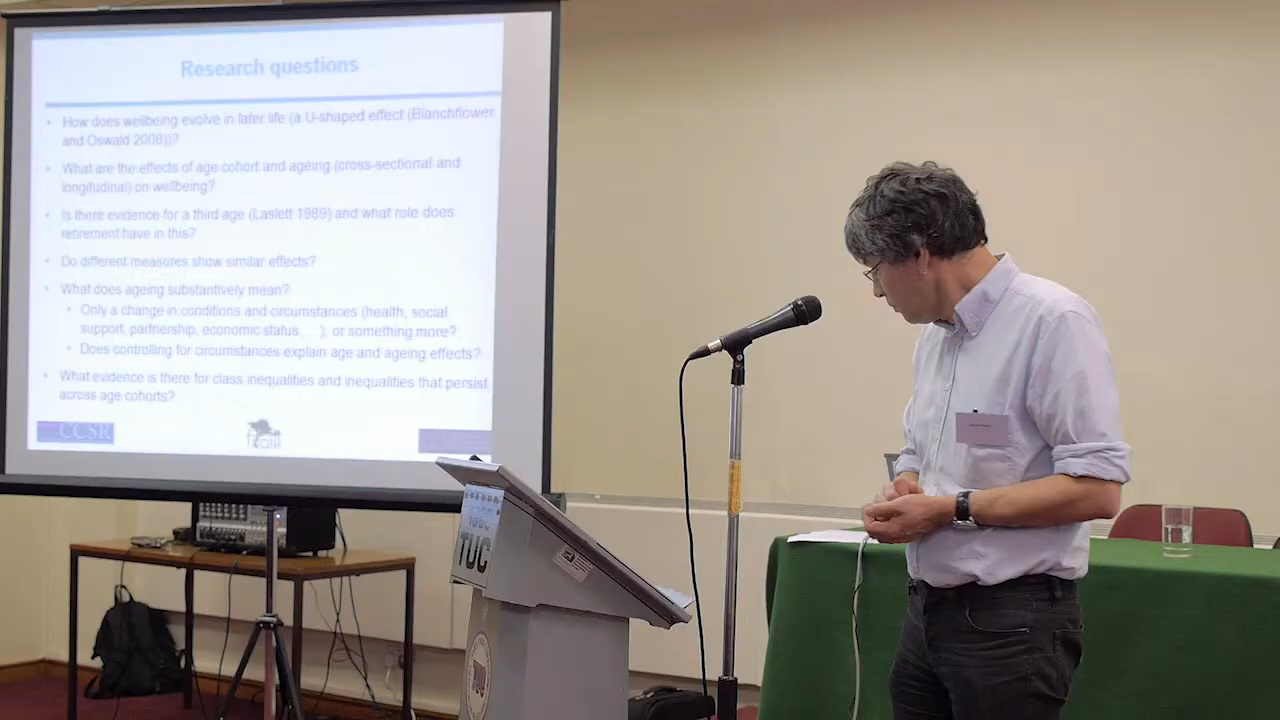 Research questions
• How does wellbeing evolve in later life (a U-shaped effect (Blanchflower
and Oswald 2008))?
• What are the effects of age cohort and ageing (cross-sectional and
longitudinal) on wellbeing?
• Is there evidence for a third age (Laslett 1989) and what role does
retirement have in this?
• Do different measures show similar effects?
• What does ageing substantively mean?
• Only a change in conditions and circumstances (health, social
support, partnership, economic status, … ), or something more?
• Does controlling for circumstances explain age and ageing effects?
• What evidence is there for class inequalities and inequalities that persist
across age cohorts?
CCSR
frail
TUC